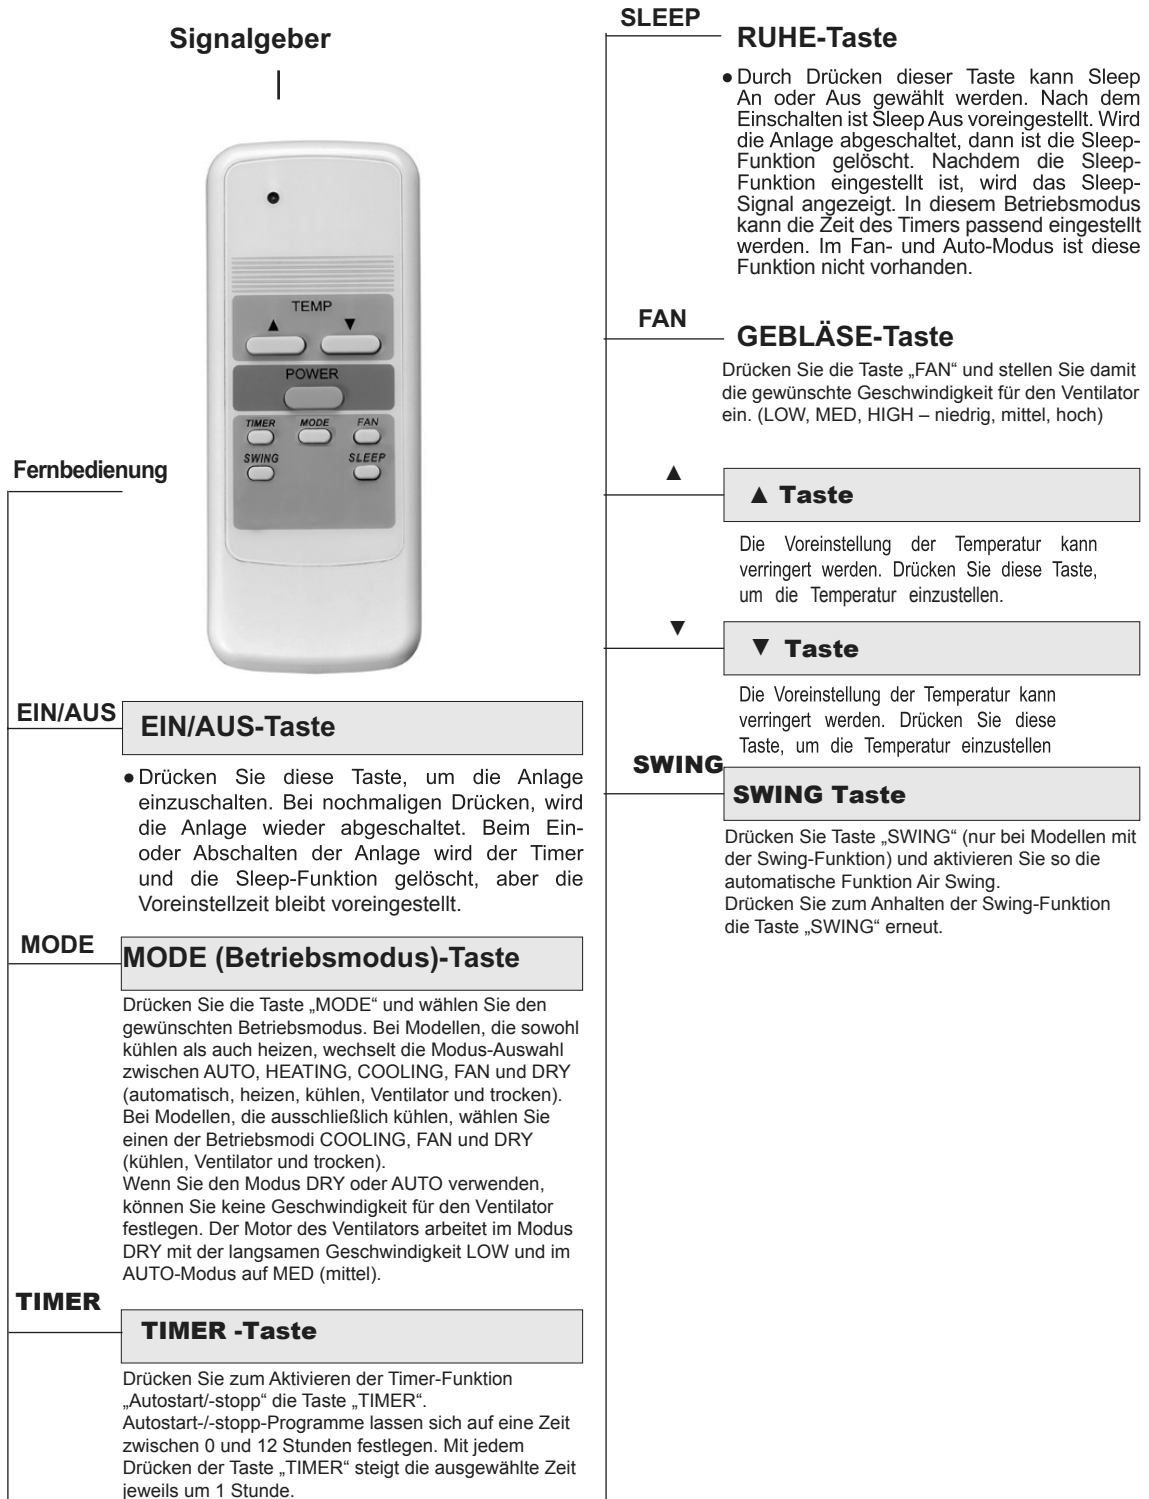 Signalgeber
TEMP
▲ ▼
POWER
TIMER MODE FAN
SWING SLEEP
Fernbedienung
EIN/AUS
EIN/AUS-Taste
● Drücken Sie diese Taste, um die Anlage
einzuschalten. Bei nochmaligen Drücken, wird
die Anlage wieder abgeschaltet. Beim Ein-
oder Abschalten der Anlage wird der Timer
und die Sleep-Funktion gelöscht, aber die
Voreinstellzeit bleibt voreingestellt.
MODE
MODE (Betriebsmodus)-Taste
Drücken Sie die Taste „MODE“ und wählen Sie den
gewünschten Betriebsmodus. Bei Modellen, die sowohl
kühlen als auch heizen, wechselt die Modus-Auswahl
zwischen AUTO, HEATING, COOLING, FAN und DRY
(automatisch, heizen, kühlen, Ventilator und trocken).
Bei Modellen, die ausschließlich kühlen, wählen Sie
einen der Betriebsmodi COOLING, FAN und DRY
(kühlen, Ventilator und trocken).
Wenn Sie den Modus DRY oder AUTO verwenden,
können Sie keine Geschwindigkeit für den Ventilator
festlegen. Der Motor des Ventilators arbeitet im Modus
DRY mit der langsamen Geschwindigkeit LOW und im
AUTO-Modus auf MED (mittel).
TIMER
TIMER -Taste
Drücken Sie zum Aktivieren der Timer-Funktion
„Autostart/-stopp“ die Taste „TIMER“.
Autostart-/-stopp-Programme lassen sich auf eine Zeit
zwischen 0 und 12 Stunden festlegen. Mit jedem
Drücken der Taste „TIMER“ steigt die ausgewählte Zeit
jeweils um 1 Stunde.
SLEEP
RUHE-Taste
● Durch Drücken dieser Taste kann Sleep
An oder Aus gewählt werden. Nach dem
Einschalten ist Sleep Aus voreingestellt. Wird
die Anlage abgeschaltet, dann ist die Sleep-
Funktion gelöscht. Nachdem die Sleep-
Funktion eingestellt ist, wird das Sleep-
Signal angezeigt. In diesem Betriebsmodus
kann die Zeit des Timers passend eingestellt
werden. Im Fan- und Auto-Modus ist diese
Funktion nicht vorhanden.
FAN
GEBLÄSE-Taste
Drücken Sie die Taste „FAN“ und stellen Sie damit
die gewünschte Geschwindigkeit für den Ventilator
ein. (LOW, MED, HIGH – niedrig, mittel, hoch)
▲
▲ Taste
Die Voreinstellung der Temperatur kann
verringert werden. Drücken Sie diese Taste,
um die Temperatur einzustellen.
▼
▼ Taste
Die Voreinstellung der Temperatur kann
verringert werden. Drücken Sie diese
Taste, um die Temperatur einzustellen
SWING
SWING Taste
Drücken Sie Taste „SWING“ (nur bei Modellen mit
der Swing-Funktion) und aktivieren Sie so die
automatische Funktion Air Swing.
Drücken Sie zum Anhalten der Swing-Funktion
die Taste „SWING“ erneut.